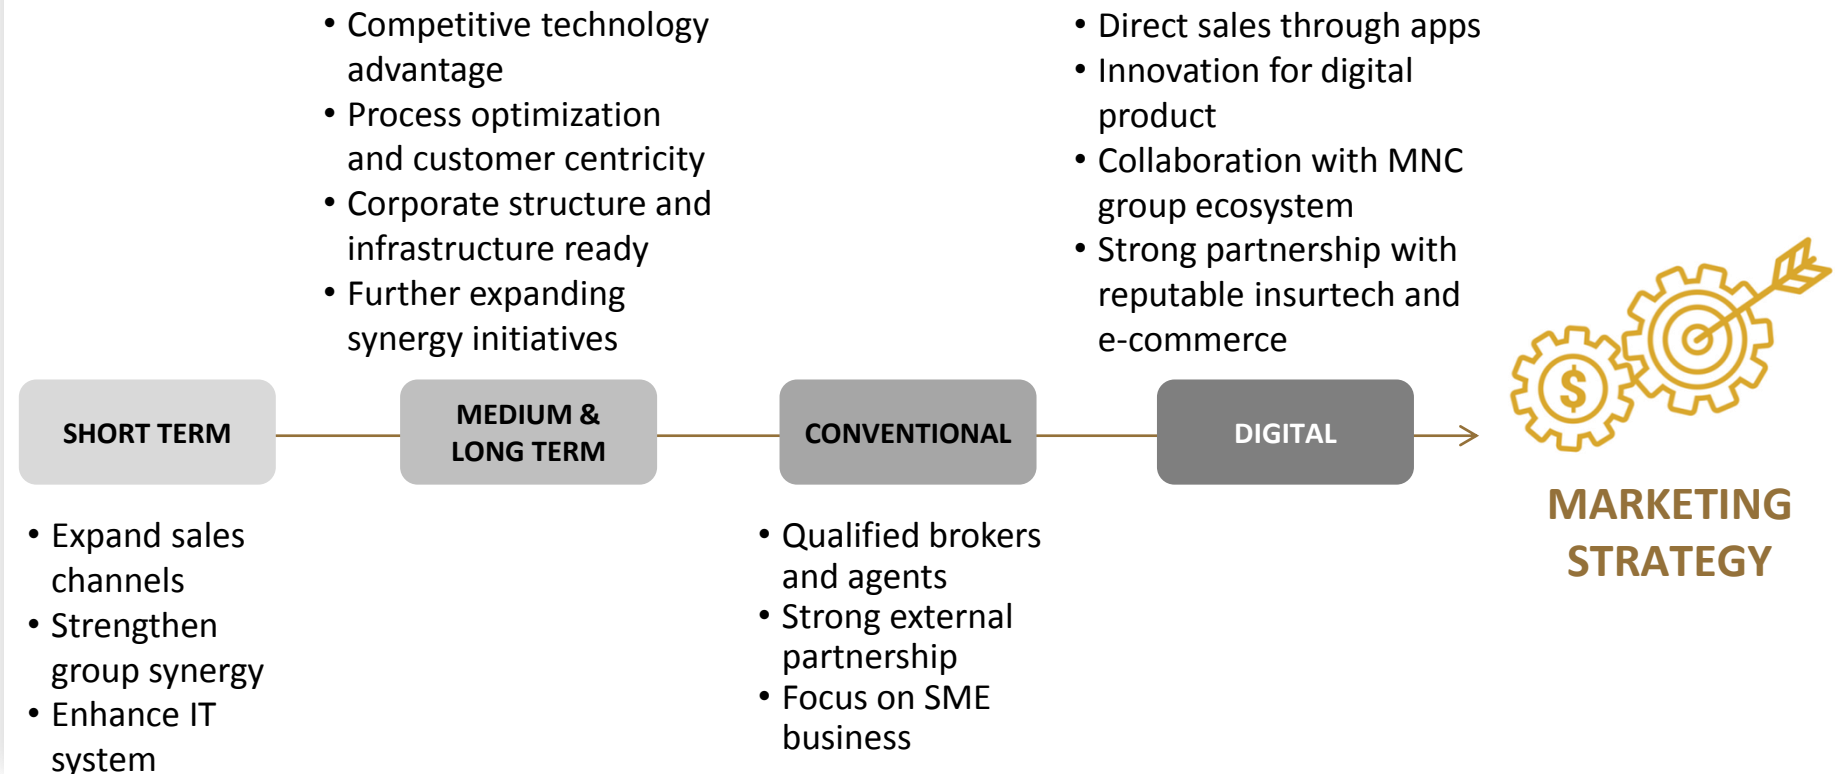 • Competitive technology
advantage
• Process optimization
and customer centricity
• Corporate structure and
infrastructure ready
• Further expanding
synergy initiatives
• Direct sales through apps
• Innovation for digital
product
• Collaboration with MNC
group ecosystem
• Strong partnership with
reputable insurtech and
e-commerce
SHORT TERM
MEDIUM &
LONG TERM
CONVENTIONAL
DIGITAL
$
MARKETING
STRATEGY
• Expand sales
channels
• Strengthen
group synergy
• Enhance IT
system
• Qualified brokers
and agents
• Strong external
partnership
• Focus on SME
business